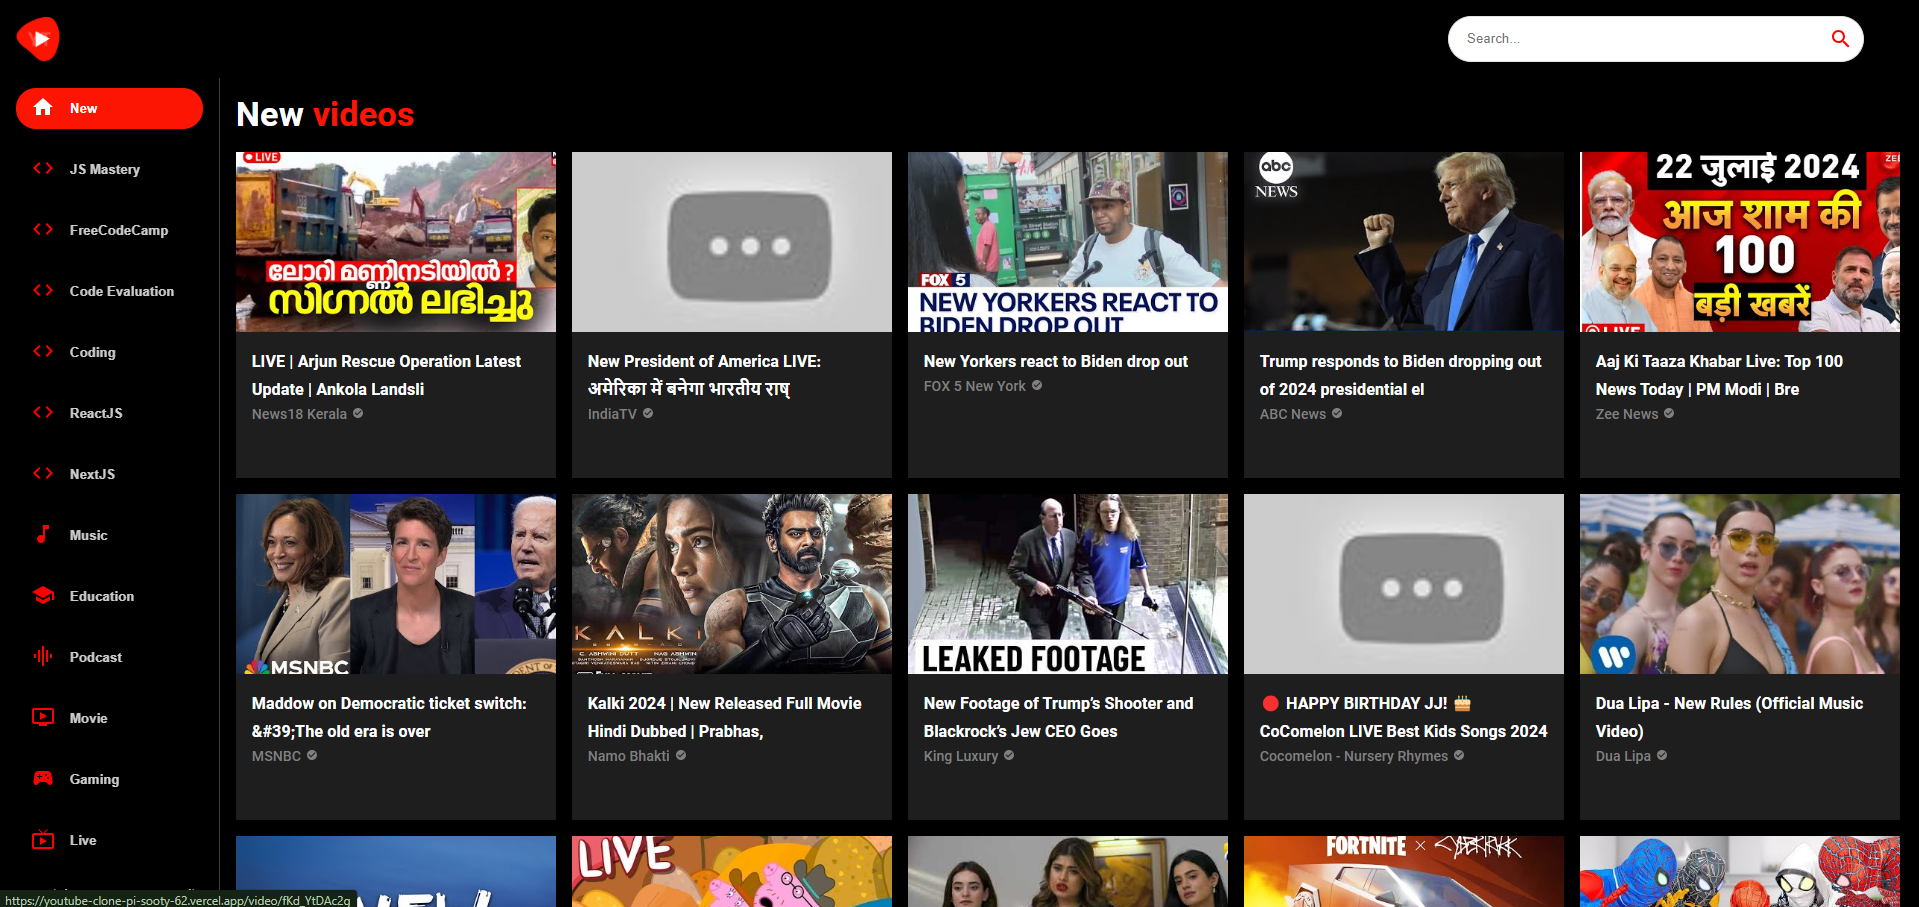 Search...
New
JS Mastery
FreeCodeCamp
Code Evaluation
Coding
ReactJS
NextJS
Music
Education
Podcast
Movie
Gaming
Live
New videos
LIVE
ലോറി മണ്ണിനടിയിൽ ?
സിഗ്നൽ ലഭിച്ചു
LIVE | Arjun Rescue Operation Latest
Update | Ankola Landsli
News18 Kerala
New President of America LIVE:
अमेरिका में बनेगा भारतीय राष्
IndiaTV
FOX 5
NEW YORKERS REACT TO
BIDEN DROP OUT
New Yorkers react to Biden drop out
FOX 5 New York
abc
NEWS
Trump responds to Biden dropping out
of 2024 presidential el
ABC News
ZEE
22 जुलाई 2024
आज शाम की
100
बड़ी खबरें
LIVE
Aaj Ki Taaza Khabar Live: Top 100
News Today | PM Modi | Bre
Zee News
MSNBC
Maddow on Democratic ticket switch:
&#39;The old era is over
MSNBC
KALKI
C. ASHWINI DUTT
NAG ASHWIN
Kalki 2024 | New Released Full Movie
Hindi Dubbed | Prabhas,
Namo Bhakti
LEAKED FOOTAGE
New Footage of Trump’s Shooter and
Blackrock’s Jew CEO Goes
King Luxury
🔴 HAPPY BIRTHDAY JJ! 🎂
CoComelon LIVE Best Kids Songs 2024
Cocomelon - Nursery Rhymes
Dua Lipa - New Rules (Official Music
Video)
Dua Lipa
LIVE
FORTNITE × CYBERTRUCK
https://youtube-clone-pi-sooty-62.vercel.app/video/fKd_YtDAc2q